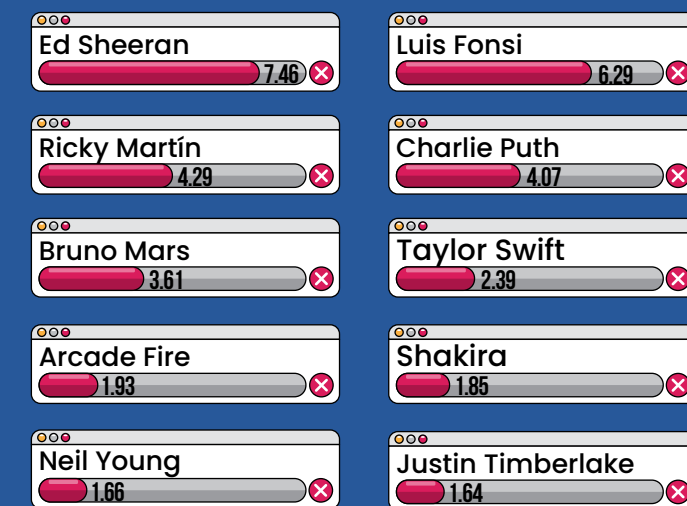 Ed Sheeran
7.46
Luis Fonsi
6.29
Ricky Martín
4.29
Charlie Puth
4.07
Bruno Mars
3.61
Taylor Swift
2.39
Arcade Fire
1.93
Shakira
1.85
Neil Young
1.66
Justin Timberlake
1.64